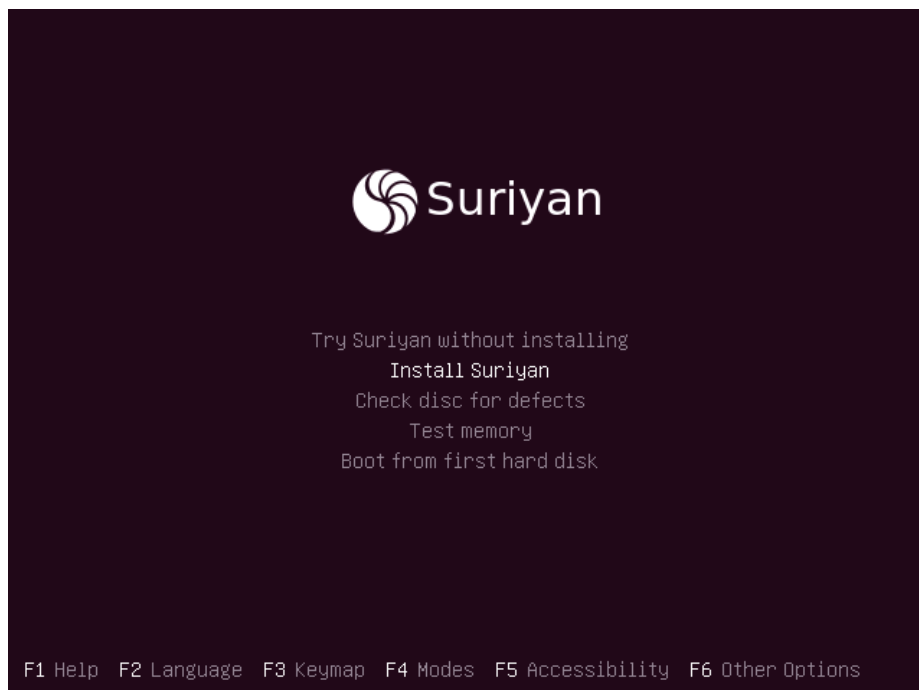 Suriyan
Try Suriyan without installing
Install Suriyan
Check disc for defects
Test memory
Boot from first hard disk
F1 Help F2 Language F3 Keymap F4 Modes F5 Accessibility F6 Other Options